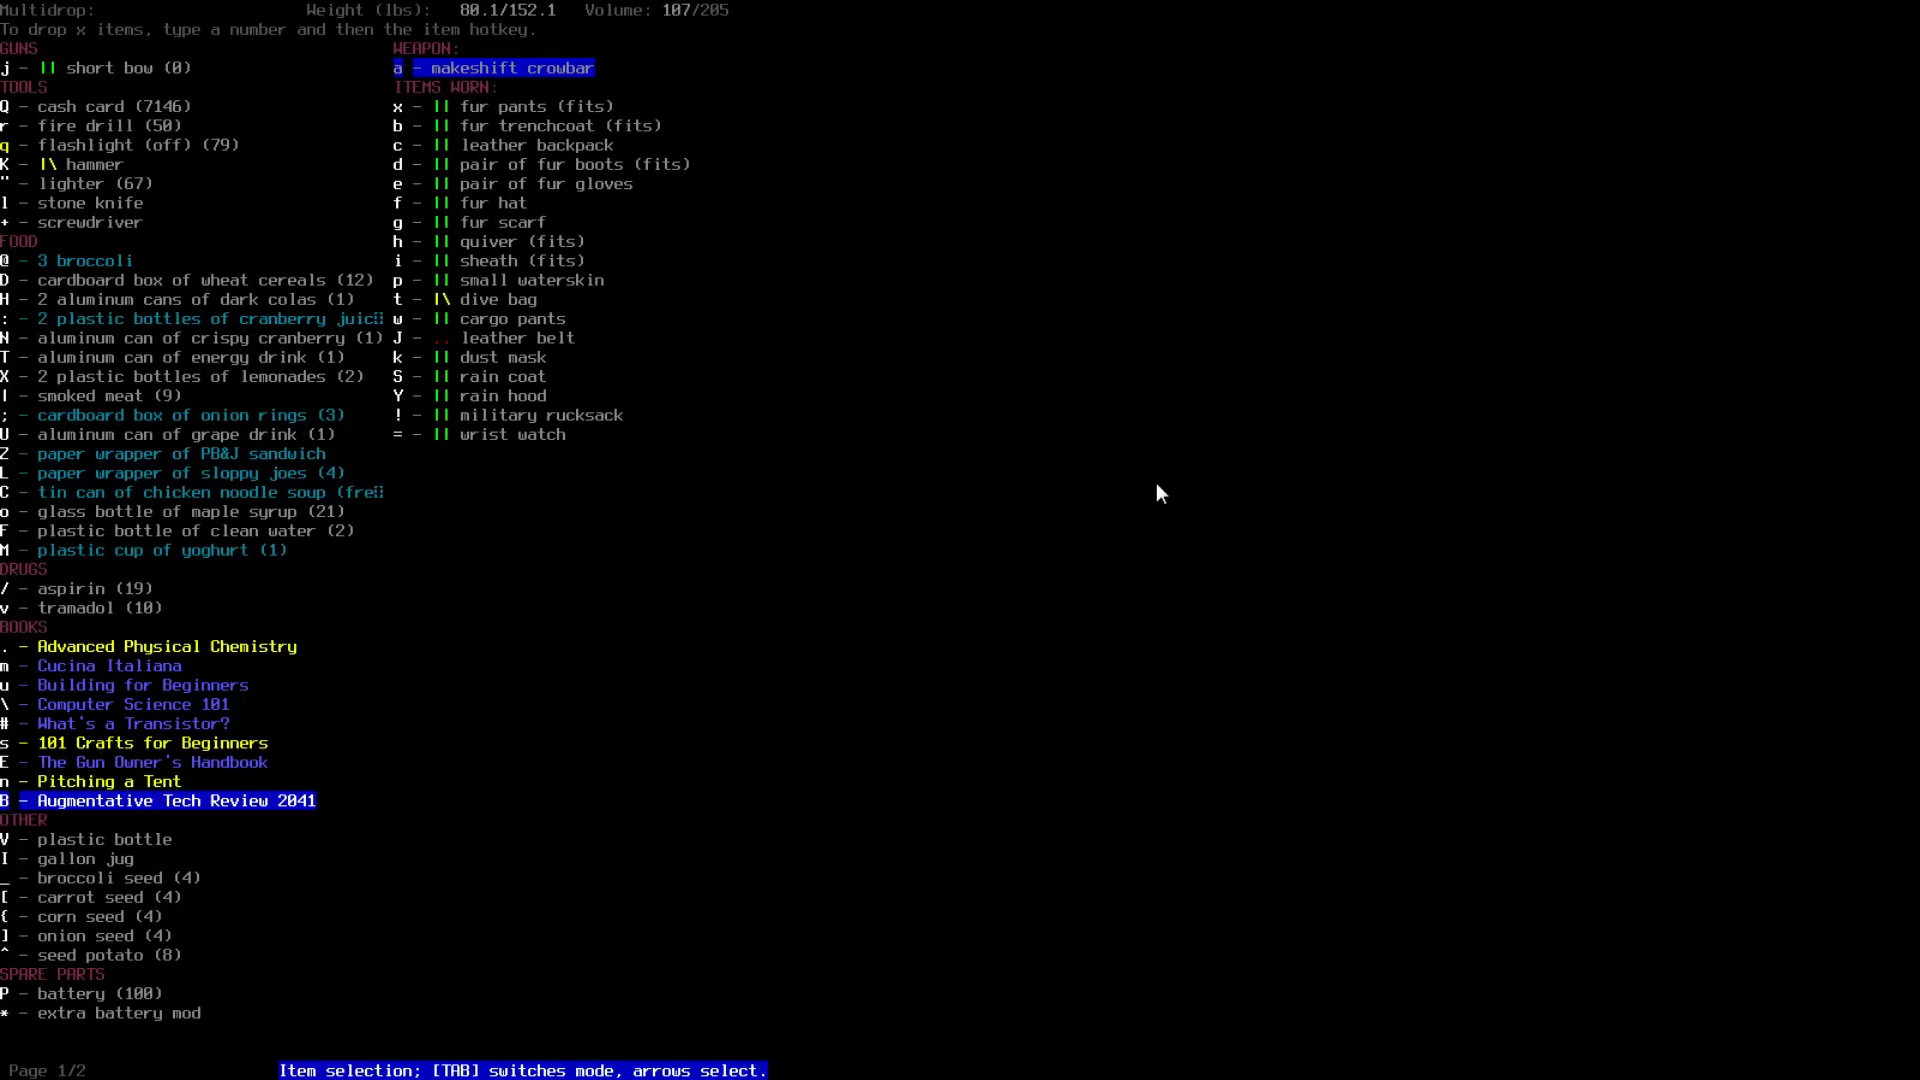 Multidrop: Weight (lbs): 80.1/152.1 Volume: 107/205
To drop x items, type a number and then the item hotkey.
GUNS
j - || short bow (0)
TOOLS
Q - cash card (7146)
r - fire drill (50)
q - flashlight (off) (79)
K - |\ hammer
" - lighter (67)
l - stone knife
+ - screwdriver
FOOD
@ - 3 broccoli
D - cardboard box of wheat cereals (12)
H - 2 aluminum cans of dark colas (1)
: - 2 plastic bottles of cranberry juic
N - aluminum can of crispy cranberry (1)
T - aluminum can of energy drink (1)
X - 2 plastic bottles of lemonades (2)
| - smoked meat (9)
; - cardboard box of onion rings (3)
U - aluminum can of grape drink (1)
Z - paper wrapper of PB&J sandwich
L - paper wrapper of sloppy joes (4)
C - tin can of chicken noodle soup (fre
o - glass bottle of maple syrup (21)
F - plastic bottle of clean water (2)
M - plastic cup of yoghurt (1)
DRUGS
/ - aspirin (19)
v - tramadol (10)
BOOKS
. - Advanced Physical Chemistry
m - Cucina Italiana
u - Building for Beginners
\ - Computer Science 101
# - What's a Transistor?
s - 101 Crafts for Beginners
E - The Gun Owner's Handbook
n - Pitching a Tent
B - Augmentative Tech Review 2041
OTHER
V - plastic bottle
I - gallon jug
_ - broccoli seed (4)
[ - carrot seed (4)
{ - corn seed (4)
] - onion seed (4)
^ - seed potato (8)
SPARE PARTS
P - battery (100)
* - extra battery mod
WEAPON:
a - makeshift crowbar
ITEMS WORN:
x - || fur pants (fits)
b - || fur trenchcoat (fits)
c - || leather backpack
d - || pair of fur boots (fits)
e - || pair of fur gloves
f - || fur hat
g - || fur scarf
h - || quiver (fits)
i - || sheath (fits)
p - || small waterskin
t - |\ dive bag
w - || cargo pants
J - .. leather belt
k - || dust mask
S - || rain coat
Y - || rain hood
! - || military rucksack
= - || wrist watch
Page 1/2 Item selection; [TAB] switches mode, arrows select.